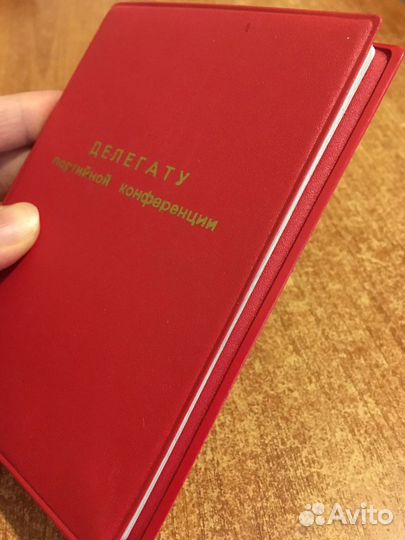 ДЕЛЕГАТУ
партийной конференции
Avito